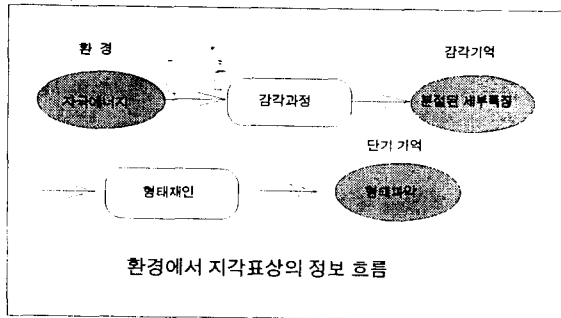 환 경
감각기억
자극에너지
감각과정
분절된 세부특징
단기 기억
형태재인
형태파악
환경에서 지각표상의 정보 흐름